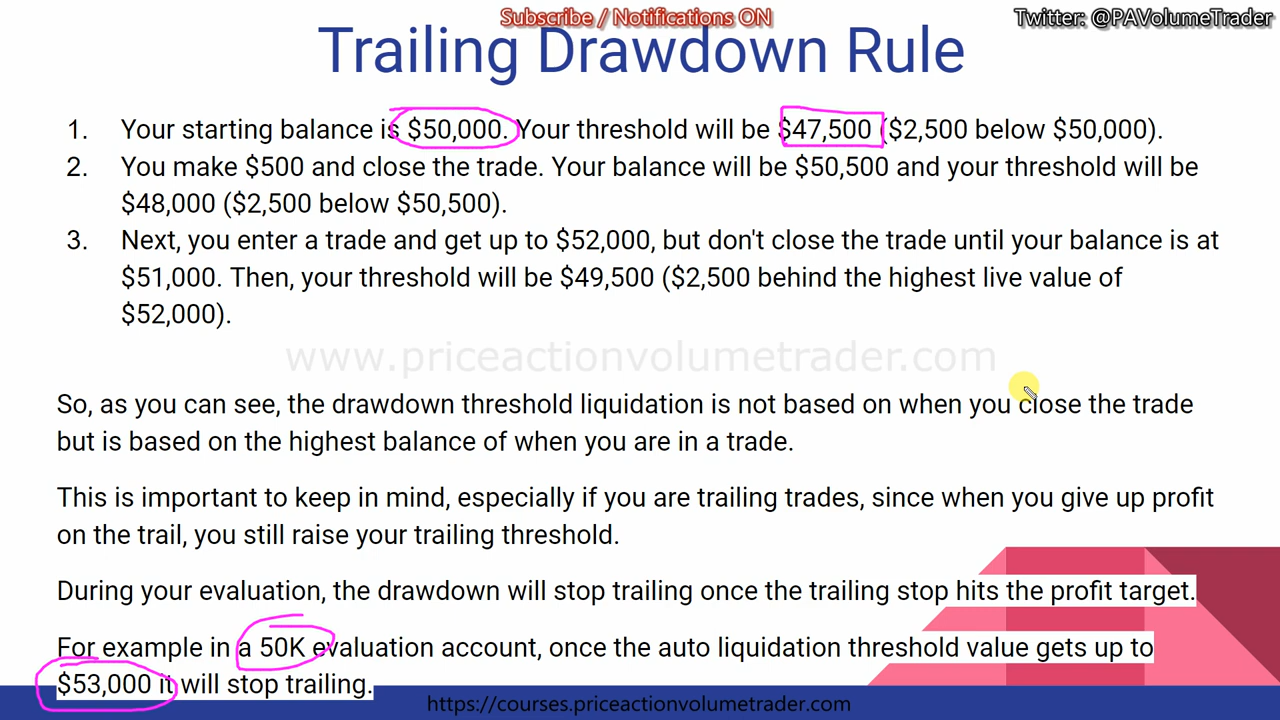 Subscribe / Notifications ON
Twitter: @PAVolumeTrader
Trailing Drawdown Rule
1. Your starting balance is $50,000. Your threshold will be $47,500 ($2,500 below $50,000).
2. You make $500 and close the trade. Your balance will be $50,500 and your threshold will be
$48,000 ($2,500 below $50,500).
3. Next, you enter a trade and get up to $52,000, but don't close the trade until your balance is at
$51,000. Then, your threshold will be $49,500 ($2,500 behind the highest live value of
$52,000).
www.priceactionvolumetrader.com
So, as you can see, the drawdown threshold liquidation is not based on when you close the trade
but is based on the highest balance of when you are in a trade.
This is important to keep in mind, especially if you are trailing trades, since when you give up profit
on the trail, you still raise your trailing threshold.
During your evaluation, the drawdown will stop trailing once the trailing stop hits the profit target.
For example in a 50K evaluation account, once the auto liquidation threshold value gets up to
$53,000 it will stop trailing.
https://courses.priceactionvolumetrader.com